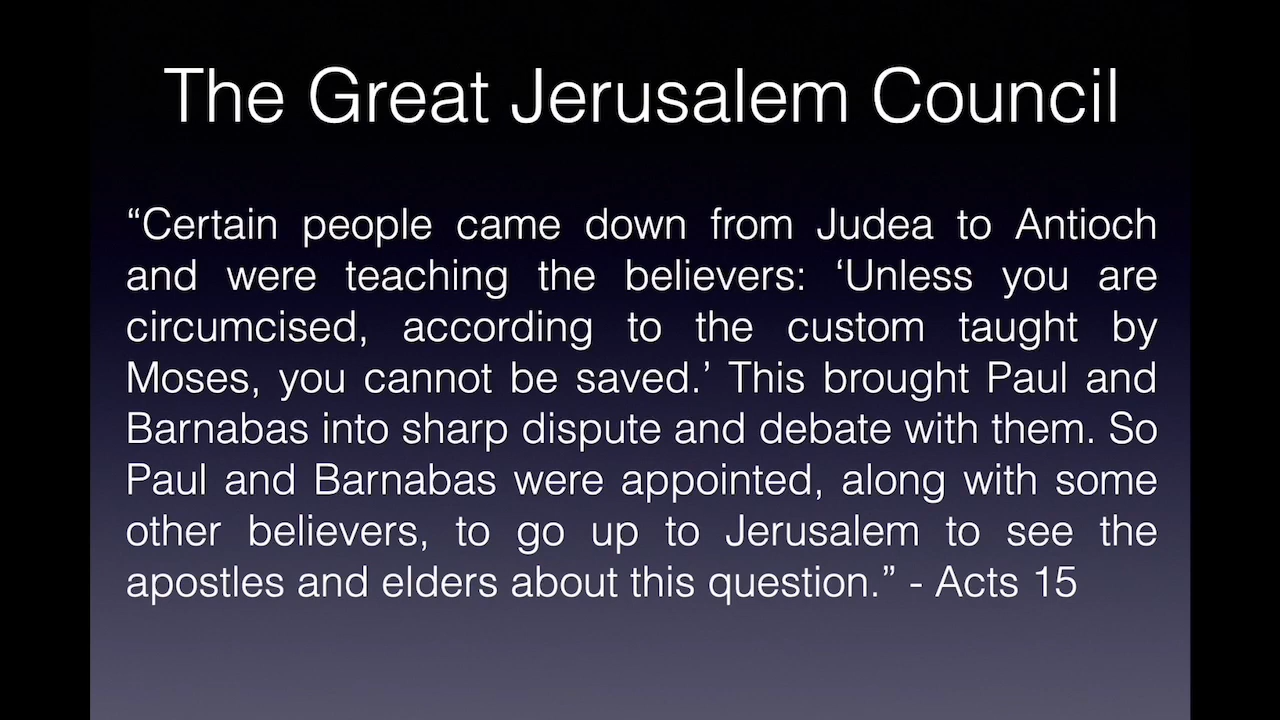 The Great Jerusalem Council
“Certain people came down from Judea to Antioch
and were teaching the believers: ‘Unless you are
circumcised, according to the custom taught by
Moses, you cannot be saved.’ This brought Paul and
Barnabas into sharp dispute and debate with them. So
Paul and Barnabas were appointed, along with some
other believers, to go up to Jerusalem to see the
apostles and elders about this question.” - Acts 15